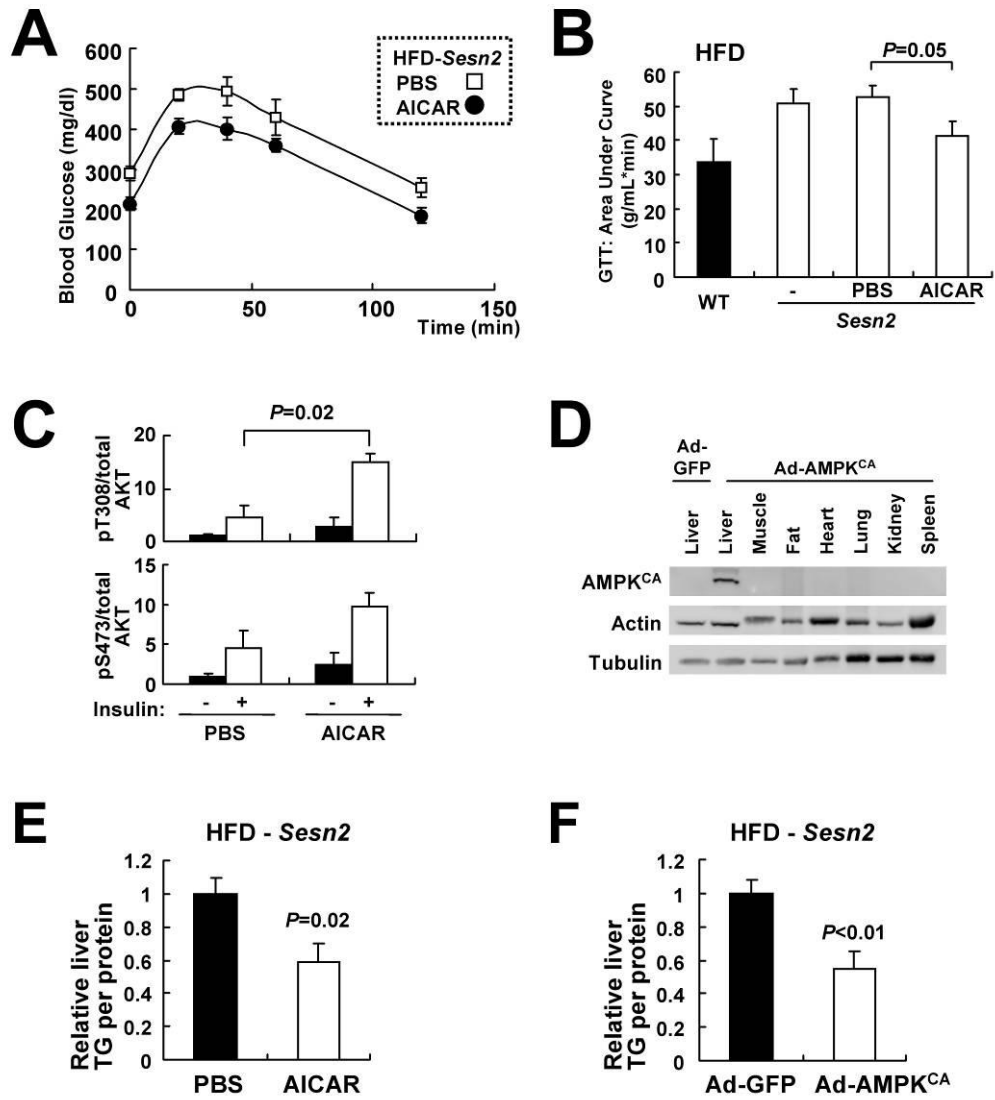 A
HFD-Sesn2
PBS
AICAR
Blood Glucose (mg/dl)
600
500
400
300
200
100
0
0
50
100
150
Time (min)
B
HFD
P=0.05
GTT: Area Under Curve
(g/mL*min)
60
50
40
30
20
10
0
WT
-
PBS
AICAR
Sesn2
C
P=0.02
pT308/total
AKT
20
10
0
pS473/total
AKT
15
10
5
0
Insulin:
-
+
-
+
PBS
AICAR
D
Ad-
GFP
Ad-AMPKᶜᴬ
Liver
Liver
Muscle
Fat
Heart
Lung
Kidney
Spleen
AMPKᶜᴬ
Actin
Tubulin
E
HFD - Sesn2
Relative liver
TG per protein
1.2
1
0.8
0.6
0.4
0.2
0
P=0.02
PBS
AICAR
F
HFD - Sesn2
Relative liver
TG per protein
1.2
1
0.8
0.6
0.4
0.2
0
P<0.01
Ad-GFP
Ad-AMPKᶜᴬ